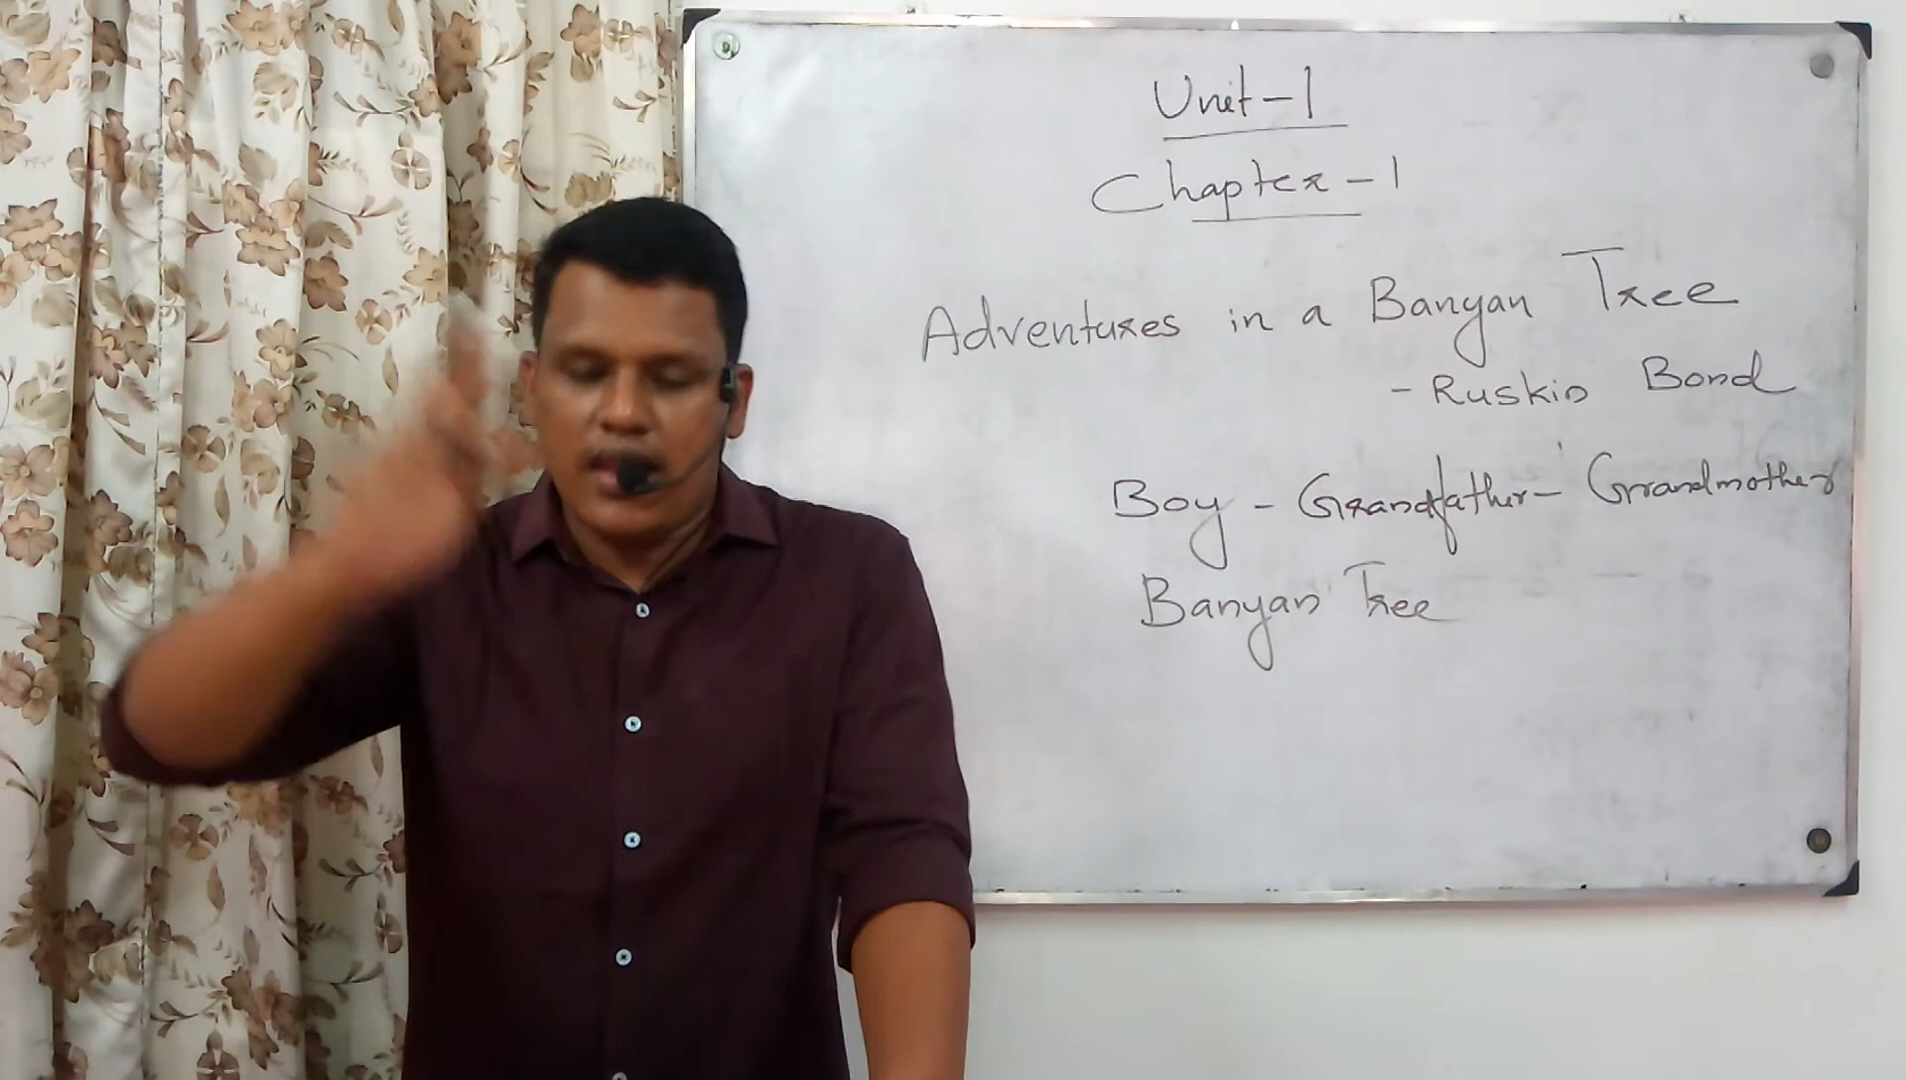 Unit-1
Chapter-1
Adventures in a Banyan Tree
- Ruskin Bond
Boy - Grandfather - Grandmother
Banyan Tree